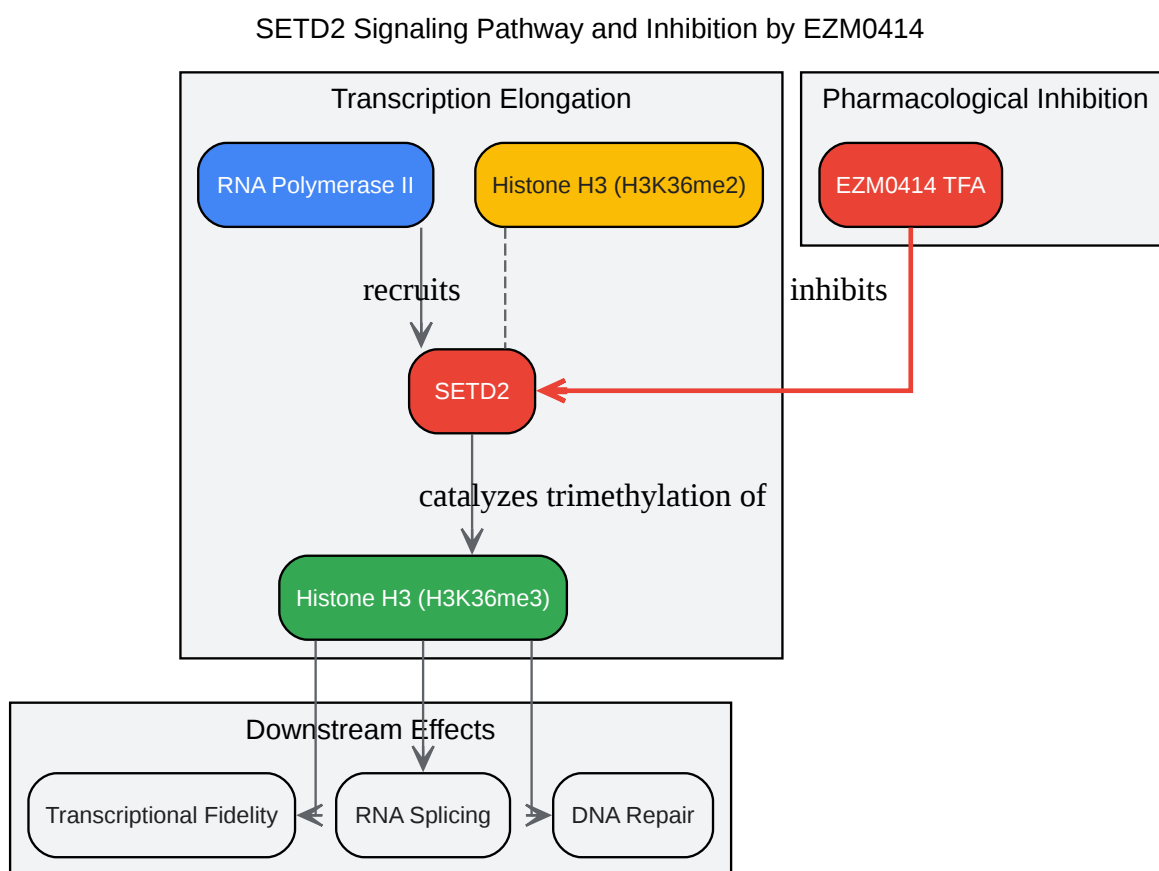 SETD2 Signaling Pathway and Inhibition by EZM0414
Transcription Elongation
Pharmacological Inhibition
RNA Polymerase II
Histone H3 (H3K36me2)
EZM0414 TFA
recruits
inhibits
SETD2
catalyzes trimethylation of
Histone H3 (H3K36me3)
Downstream Effects
Transcriptional Fidelity
RNA Splicing
DNA Repair